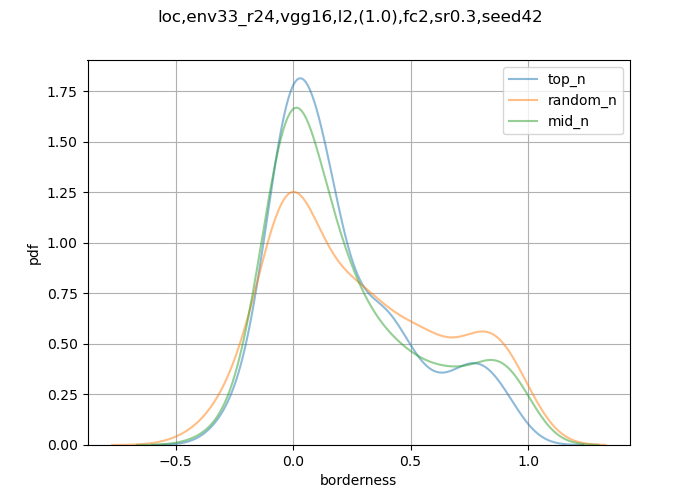 loc,env33_r24,vgg16,l2,(1.0),fc2,sr0.3,seed42
top_n
random_n
mid_n
1.75
1.50
1.25
1.00
0.75
0.50
0.25
0.00
pdf
−0.5
0.0
0.5
1.0
borderness